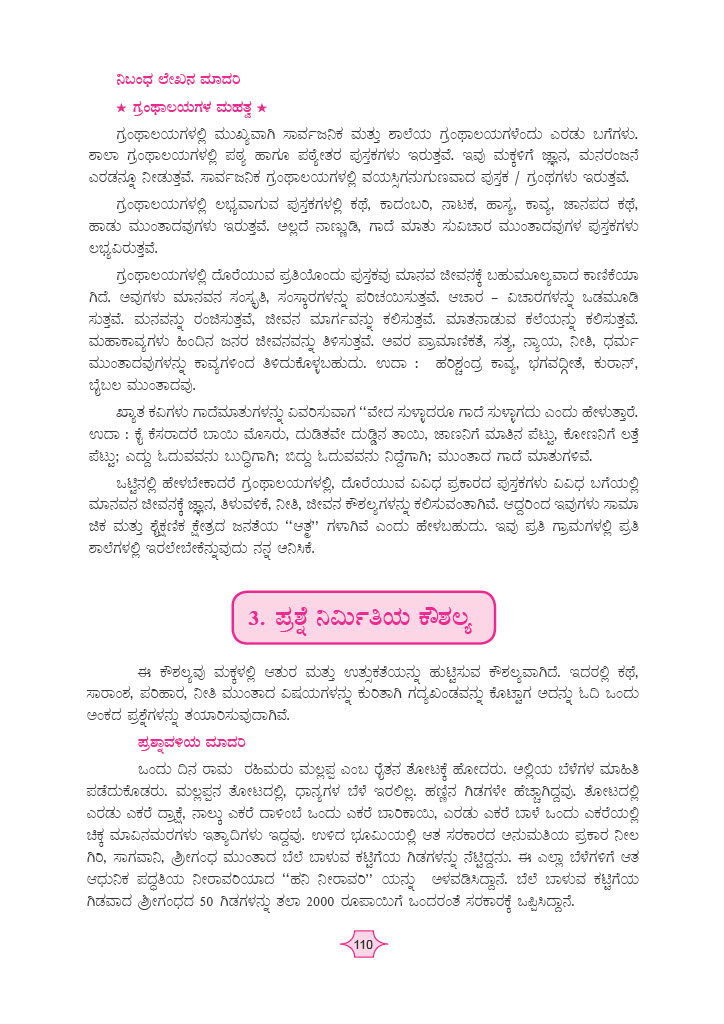 ನಿಬಂಧ ಲೇಖನ ಮಾದರಿ
★ ಗ್ರಂಥಾಲಯಗಳ ಮಹತ್ವ ★
ಗ್ರಂಥಾಲಯಗಳಲ್ಲಿ ಮುಖ್ಯವಾಗಿ ಸಾರ್ವಜನಿಕ ಮತ್ತು ಶಾಲೆಯ ಗ್ರಂಥಾಲಯಗಳೆಂದು ಎರಡು ಬಗೆಗಳು.
ಶಾಲಾ ಗ್ರಂಥಾಲಯಗಳಲ್ಲಿ ಪಠ್ಯ ಹಾಗೂ ಪಠ್ಯೇತರ ಪುಸ್ತಕಗಳು ಇರುತ್ತವೆ. ಇವು ಮಕ್ಕಳಿಗೆ ಜ್ಞಾನ, ಮನರಂಜನೆ
ಎರಡನ್ನೂ ನೀಡುತ್ತವೆ. ಸಾರ್ವಜನಿಕ ಗ್ರಂಥಾಲಯಗಳಲ್ಲಿ ವಯಸ್ಸಿಗನುಗುಣವಾದ ಪುಸ್ತಕ / ಗ್ರಂಥಗಳು ಇರುತ್ತವೆ.
ಗ್ರಂಥಾಲಯಗಳಲ್ಲಿ ಲಭ್ಯವಾಗುವ ಪುಸ್ತಕಗಳಲ್ಲಿ ಕಥೆ, ಕಾದಂಬರಿ, ನಾಟಕ, ಹಾಸ್ಯ, ಕಾವ್ಯ, ಜಾನಪದ ಕಥೆ,
ಹಾಡು ಮುಂತಾದವುಗಳು ಇರುತ್ತವೆ. ಅಲ್ಲದೆ ನಾಣ್ಣುಡಿ, ಗಾದೆ ಮಾತು ಸುವಿಚಾರ ಮುಂತಾದವುಗಳ ಪುಸ್ತಕಗಳು
ಲಭ್ಯವಿರುತ್ತವೆ.
ಗ್ರಂಥಾಲಯಗಳಲ್ಲಿ ದೊರೆಯುವ ಪ್ರತಿಯೊಂದು ಪುಸ್ತಕವು ಮಾನವ ಜೀವನಕ್ಕೆ ಬಹುಮೂಲ್ಯವಾದ ಕಾಣಿಕೆಯಾ
ಗಿದೆ. ಅವುಗಳು ಮಾನವನ ಸಂಸ್ಕೃತಿ, ಸಂಸ್ಕಾರಗಳನ್ನು ಪರಿಚಯಿಸುತ್ತವೆ. ಆಚಾರ – ವಿಚಾರಗಳನ್ನು ಒಡಮೂಡಿ
ಸುತ್ತವೆ. ಮನವನ್ನು ರಂಜಿಸುತ್ತವೆ, ಜೀವನ ಮಾರ್ಗವನ್ನು ಕಲಿಸುತ್ತವೆ. ಮಾತನಾಡುವ ಕಲೆಯನ್ನು ಕಲಿಸುತ್ತವೆ.
ಮಹಾಕಾವ್ಯಗಳು ಹಿಂದಿನ ಜನರ ಜೀವನವನ್ನು ತಿಳಿಸುತ್ತವೆ. ಅವರ ಪ್ರಾಮಾಣಿಕತೆ, ಸತ್ಯ, ನ್ಯಾಯ, ನೀತಿ, ಧರ್ಮ
ಮುಂತಾದವುಗಳನ್ನು ಕಾವ್ಯಗಳಿಂದ ತಿಳಿದುಕೊಳ್ಳಬಹುದು. ಉದಾ : ಹರಿಶ್ಚಂದ್ರ ಕಾವ್ಯ, ಭಗವದ್ಗೀತೆ, ಕುರಾನ್,
ಬೈಬಲ ಮುಂತಾದವು.
ಖ್ಯಾತ ಕವಿಗಳು ಗಾದೆಮಾತುಗಳನ್ನು ವಿವರಿಸುವಾಗ “ವೇದ ಸುಳ್ಳಾದರೂ ಗಾದೆ ಸುಳ್ಳಾಗದು ಎಂದು ಹೇಳುತ್ತಾರೆ.
ಉದಾ : ಕೈ ಕೆಸರಾದರೆ ಬಾಯಿ ಮೊಸರು, ದುಡಿತವೇ ದುಡ್ಡಿನ ತಾಯಿ, ಜಾಣನಿಗೆ ಮಾತಿನ ಪೆಟ್ಟು, ಕೋಣನಿಗೆ ಲತ್ತೆ
ಪೆಟ್ಟು; ಎದ್ದು ಓದುವವನು ಬುದ್ಧಿಗಾಗಿ; ಬಿದ್ದು ಓದುವವನು ನಿದ್ದೆಗಾಗಿ; ಮುಂತಾದ ಗಾದೆ ಮಾತುಗಳಿವೆ.
ಒಟ್ಟಿನಲ್ಲಿ ಹೇಳಬೇಕಾದರೆ ಗ್ರಂಥಾಲಯಗಳಲ್ಲಿ, ದೊರೆಯುವ ವಿವಿಧ ಪ್ರಕಾರದ ಪುಸ್ತಕಗಳು ವಿವಿಧ ಬಗೆಯಲ್ಲಿ
ಮಾನವನ ಜೀವನಕ್ಕೆ ಜ್ಞಾನ, ತಿಳುವಳಿಕೆ, ನೀತಿ, ಜೀವನ ಕೌಶಲ್ಯಗಳನ್ನು ಕಲಿಸುವಂತಾಗಿವೆ. ಆದ್ದರಿಂದ ಇವುಗಳು ಸಾಮಾ
ಜಿಕ ಮತ್ತು ಶೈಕ್ಷಣಿಕ ಕ್ಷೇತ್ರದ ಜನತೆಯ “ಆತ್ಮ” ಗಳಾಗಿವೆ ಎಂದು ಹೇಳಬಹುದು. ಇವು ಪ್ರತಿ ಗ್ರಾಮಗಳಲ್ಲಿ ಪ್ರತಿ
ಶಾಲೆಗಳಲ್ಲಿ ಇರಲೇಬೇಕೆನ್ನುವುದು ನನ್ನ ಅನಿಸಿಕೆ.
3. ಪ್ರಶ್ನೆ ನಿರ್ಮಿತಿಯ ಕೌಶಲ್ಯ
ಈ ಕೌಶಲ್ಯವು ಮಕ್ಕಳಲ್ಲಿ ಆತುರ ಮತ್ತು ಉತ್ಸುಕತೆಯನ್ನು ಹುಟ್ಟಿಸುವ ಕೌಶಲ್ಯವಾಗಿದೆ. ಇದರಲ್ಲಿ ಕಥೆ,
ಸಾರಾಂಶ, ಪರಿಹಾರ, ನೀತಿ ಮುಂತಾದ ವಿಷಯಗಳನ್ನು ಕುರಿತಾಗಿ ಗದ್ಯಖಂಡವನ್ನು ಕೊಟ್ಟಾಗ ಅದನ್ನು ಓದಿ ಒಂದು
ಅಂಕದ ಪ್ರಶ್ನೆಗಳನ್ನು ತಯಾರಿಸುವುದಾಗಿವೆ.
ಪ್ರಶ್ನಾವಳಿಯ ಮಾದರಿ
ಒಂದು ದಿನ ರಾಮ ರಹಿಮರು ಮಲ್ಲಪ್ಪ ಎಂಬ ರೈತನ ತೋಟಕ್ಕೆ ಹೋದರು. ಅಲ್ಲಿಯ ಬೆಳೆಗಳ ಮಾಹಿತಿ
ಪಡೆದುಕೊಡರು. ಮಲ್ಲಪ್ಪನ ತೋಟದಲ್ಲಿ, ಧಾನ್ಯಗಳ ಬೆಳೆ ಇರಲಿಲ್ಲ. ಹಣ್ಣಿನ ಗಿಡಗಳೇ ಹೆಚ್ಚಾಗಿದ್ದವು. ತೋಟದಲ್ಲಿ
ಎರಡು ಎಕರೆ ದ್ರಾಕ್ಷೆ, ನಾಲ್ಕು ಎಕರೆ ದಾಳಿಂಬೆ ಒಂದು ಎಕರೆ ಬಾರಿಕಾಯಿ, ಎರಡು ಎಕರೆ ಬಾಳೆ ಒಂದು ಎಕರೆಯಲ್ಲಿ
ಚಿಕ್ಕ ಮಾವಿನಮರಗಳು ಇತ್ಯಾದಿಗಳು ಇದ್ದವು. ಉಳಿದ ಭೂಮಿಯಲ್ಲಿ ಆತ ಸರಕಾರದ ಅನುಮತಿಯ ಪ್ರಕಾರ ನೀಲ
ಗಿರಿ, ಸಾಗವಾನಿ, ಶ್ರೀಗಂಧ ಮುಂತಾದ ಬೆಲೆ ಬಾಳುವ ಕಟ್ಟಿಗೆಯ ಗಿಡಗಳನ್ನು ನೆಟ್ಟಿದ್ದನು. ಈ ಎಲ್ಲಾ ಬೆಳೆಗಳಿಗೆ ಆತ
ಆಧುನಿಕ ಪದ್ಧತಿಯ ನೀರಾವರಿಯಾದ “ಹನಿ ನೀರಾವರಿ” ಯನ್ನು ಅಳವಡಿಸಿದ್ದಾನೆ. ಬೆಲೆ ಬಾಳುವ ಕಟ್ಟಿಗೆಯ
ಗಿಡವಾದ ಶ್ರೀಗಂಧದ 50 ಗಿಡಗಳನ್ನು ತಲಾ 2000 ರೂಪಾಯಿಗೆ ಒಂದರಂತೆ ಸರಕಾರಕ್ಕೆ ಒಪ್ಪಿಸಿದ್ದಾನೆ.
110